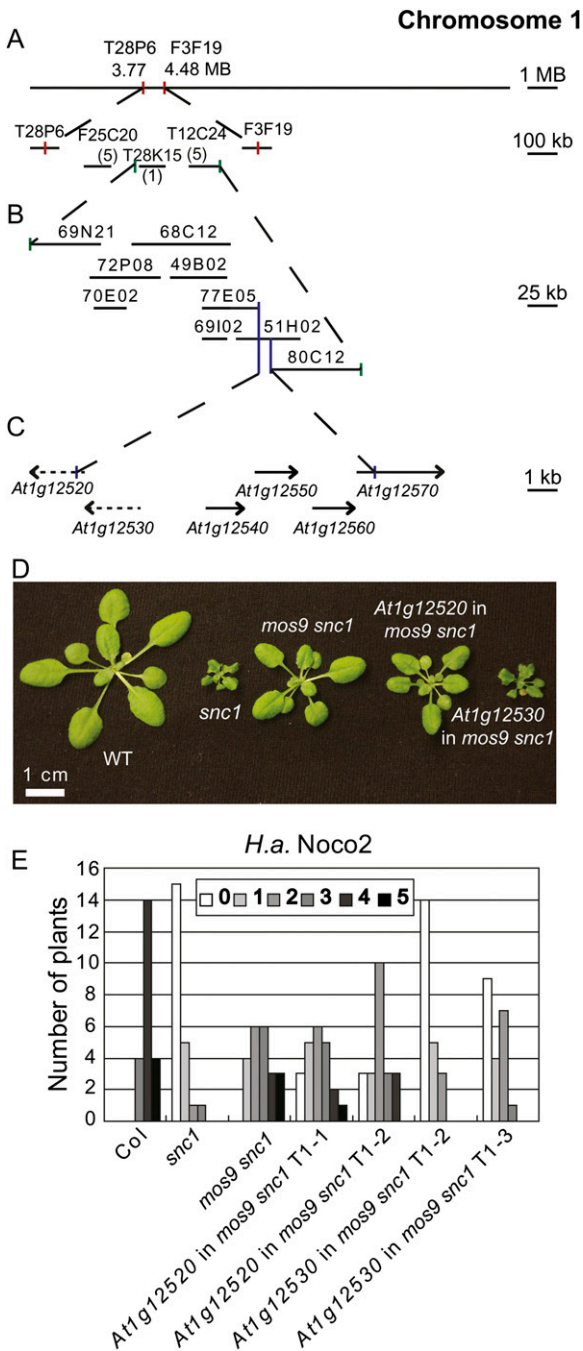 Chromosome 1
A
T28P6 F3F19
3.77 4.48 MB
1 MB
T28P6 F25C20 T12C24 F3F19
100 kb
(5) T28K15 (5)
(1)
B
69N21 68C12
72P08 49B02
70E02 77E05
25 kb
69I02 51H02
80C12
C
At1g12520 At1g12550 At1g12570
1 kb
At1g12530 At1g12540 At1g12560
D
At1g12520 in
mos9 snc1
mos9 snc1
snc1
At1g12530
in mos9 snc1
WT
1 cm
E
H.a. Noco2
16
14
12
10
8
6
4
2
0
0 1 2 3 4 5
Number of plants
Col
snc1
mos9 snc1
At1g12520 in mos9 snc1 T1-1
At1g12520 in mos9 snc1 T1-2
At1g12530 in mos9 snc1 T1-2
At1g12530 in mos9 snc1 T1-3